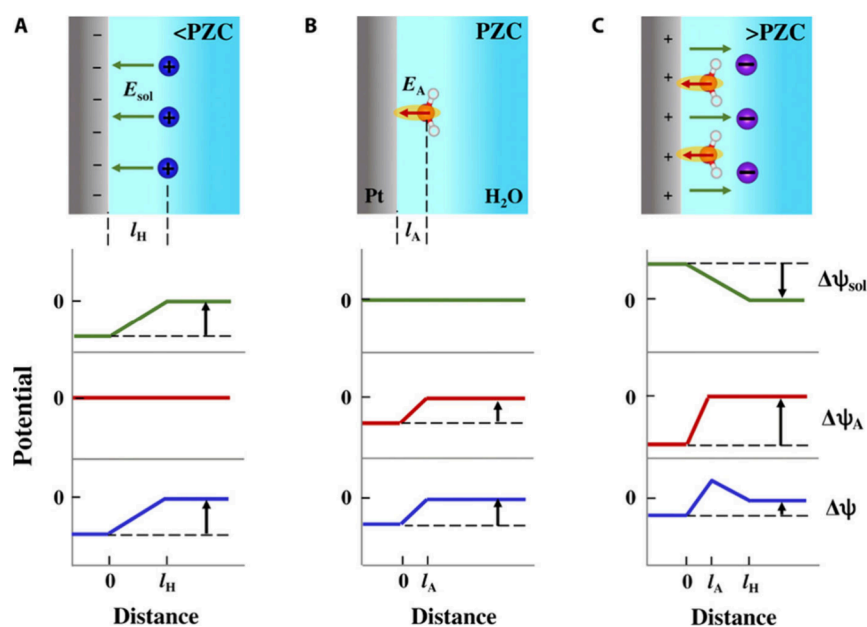 A
<PZC
E_sol
l_H
B
PZC
E_A
Pt
H₂O
l_A
C
>PZC
Potential
0
0
0
0
0
0
0
0
0
Δψ_sol
Δψ_A
Δψ
0
l_H
0
l_A
0
l_A
l_H
Distance
Distance
Distance